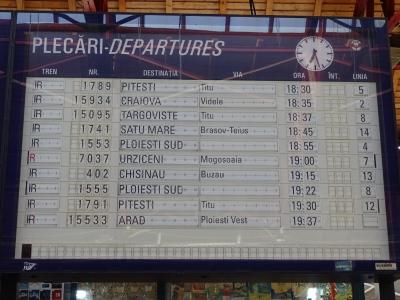 PLECĂRI-DEPARTURES
TREN NR. DESTINAŢIA VIA ORA ÎNT. LINIA
IR 1789 PITESTI Titu 18:30 5
IR 15934 CRAIOVA Videle 18:35 2
IR 15095 TARGOVISTE Titu 18:37 8
IR 1741 SATU MARE Brasov-Teius 18:45 14
IR 1553 PLOIESTI SUD 18:55 4
R 7037 URZICENI Mogosoaia 19:00 7
IR 402 CHISINAU Buzau 19:15 13
IR 1555 PLOIESTI SUD 19:22 8
IR 1791 PITESTI Titu 19:30 12
IR 15533 ARAD Ploiesti Vest 19:37